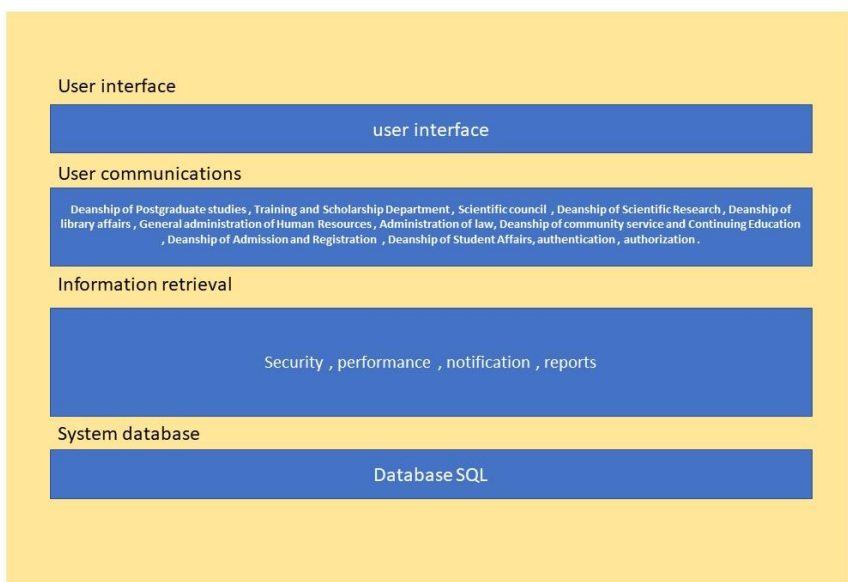 User interface
user interface
User communications
Deanship of Postgraduate studies , Training and Scholarship Department , Scientific council , Deanship of Scientific Research , Deanship of
library affairs , General administration of Human Resources , Administration of law, Deanship of community service and Continuing Education
, Deanship of Admission and Registration , Deanship of Student Affairs, authentication , authorization .
Information retrieval
Security , performance , notification , reports
System database
Database SQL